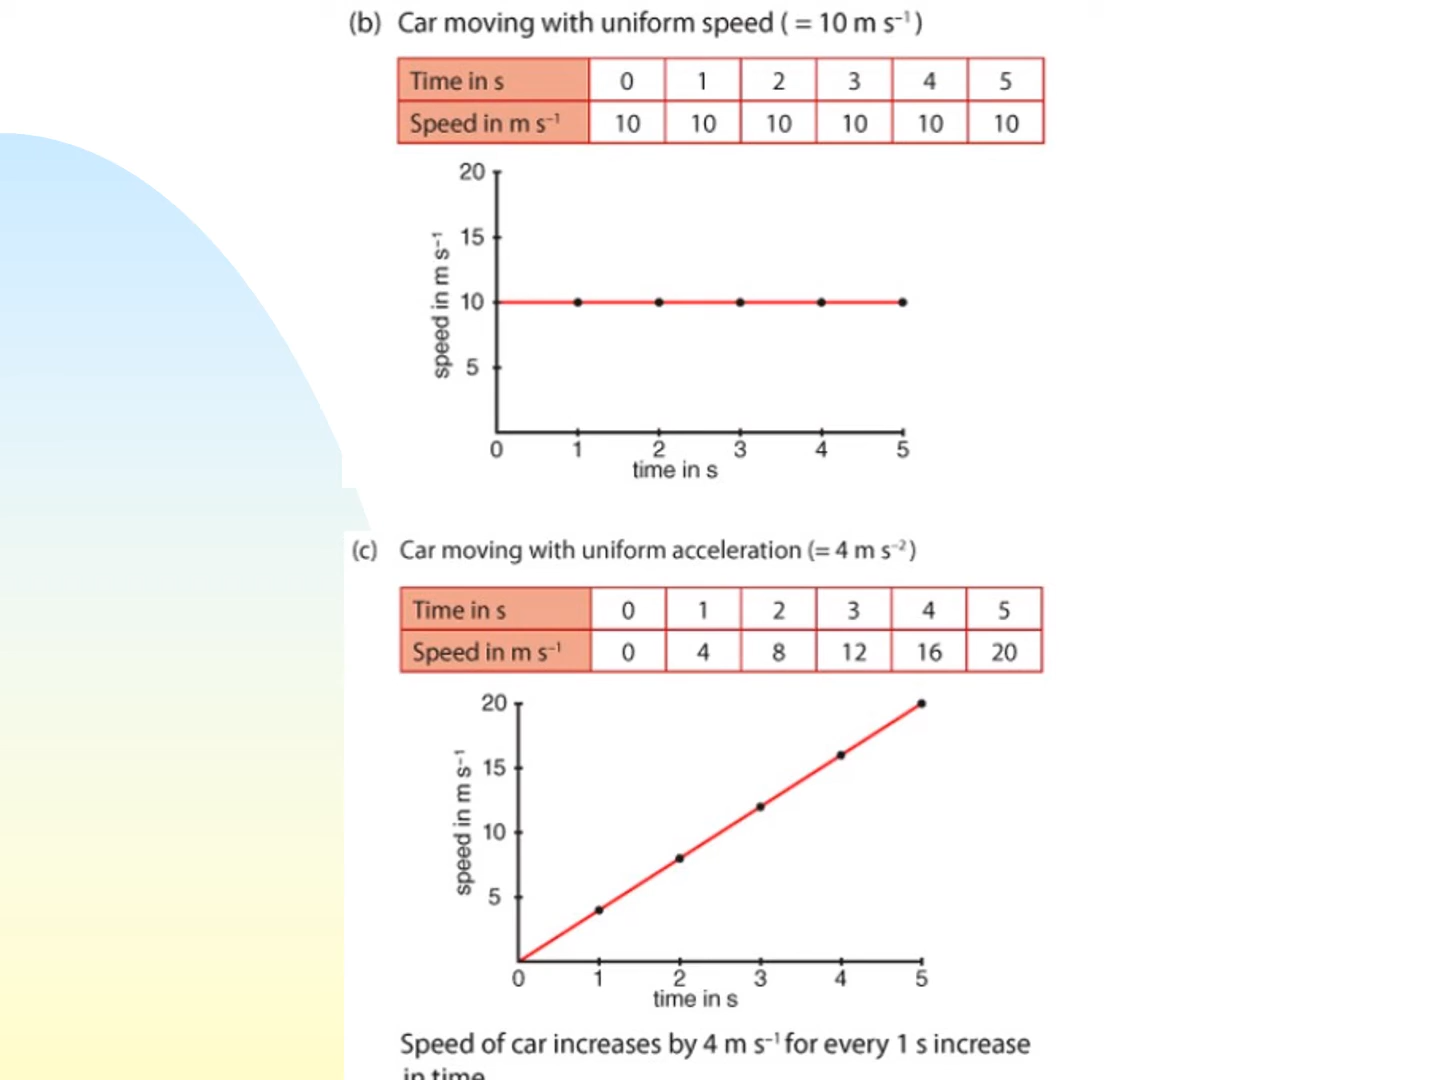 (b) Car moving with uniform speed ( = 10 m s⁻¹)
Time in s 0 1 2 3 4 5
Speed in m s⁻¹ 10 10 10 10 10 10
20
15
10
5
speed in m s⁻¹
0 1 2 3 4 5
time in s
(c) Car moving with uniform acceleration (= 4 m s⁻²)
Time in s 0 1 2 3 4 5
Speed in m s⁻¹ 0 4 8 12 16 20
20
15
10
5
speed in m s⁻¹
0 1 2 3 4 5
time in s
Speed of car increases by 4 m s⁻¹ for every 1 s increase
in time